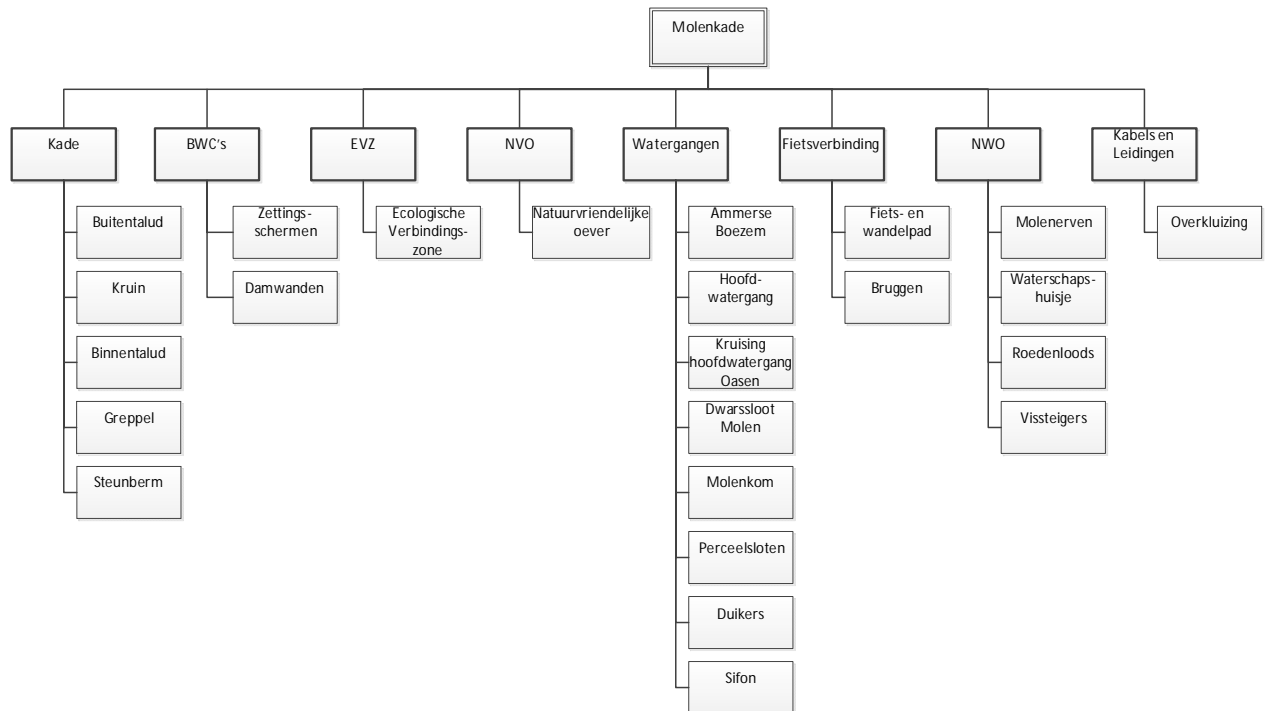 Molenkade
Kade
BWC's
EVZ
NVO
Watergangen
Fietsverbinding
NWO
Kabels en
Leidingen
Buitentalud
Kruin
Binnentalud
Greppel
Steunberm
Zettings-
schermen
Damwanden
Ecologische
Verbindings-
zone
Natuurvriendelijke
oever
Ammerse
Boezem
Hoofd-
watergang
Kruising
hoofdwatergang
Oasen
Dwarssloot
Molen
Molenkom
Perceelsloten
Duikers
Sifon
Fiets- en
wandelpad
Bruggen
Molenerven
Waterschaps-
huisje
Roedenloods
Vissteigers
Overkluizing